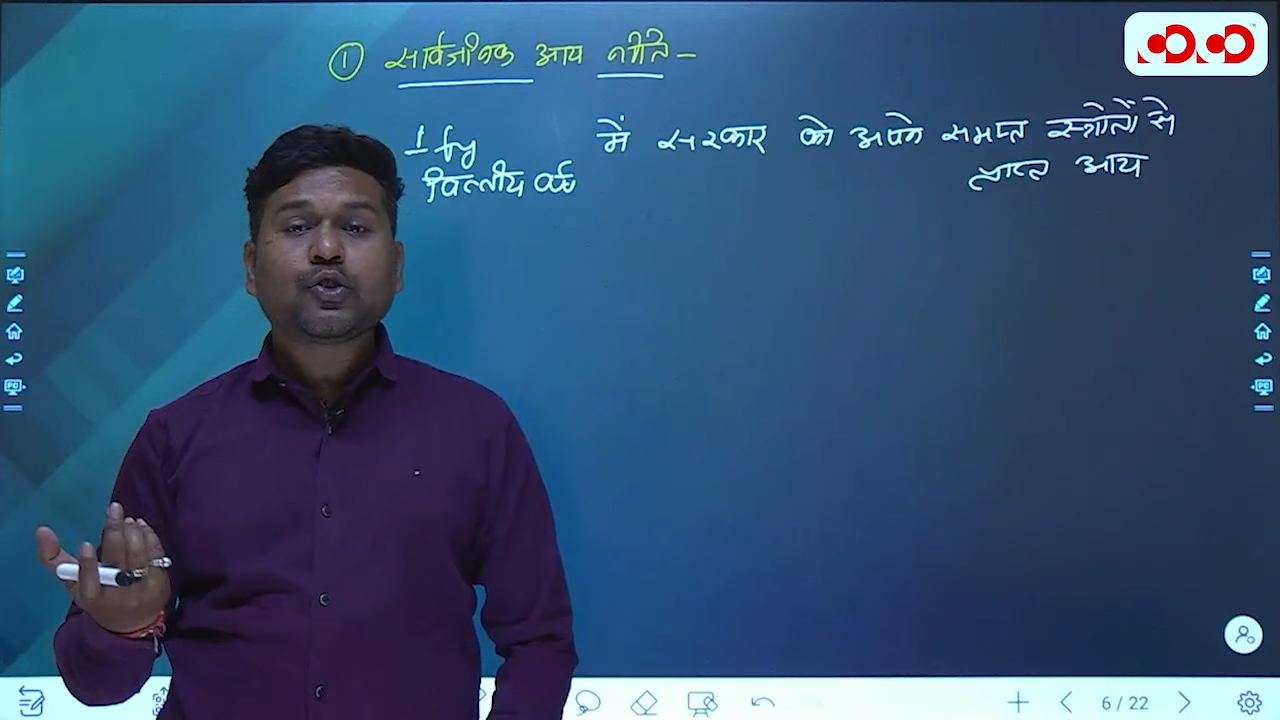 ① सार्वजनिक आय नीति –
1 fy में सरकार को अपने समस्त स्त्रोतों से
वित्तीय वर्ष प्राप्त आय
6 / 22